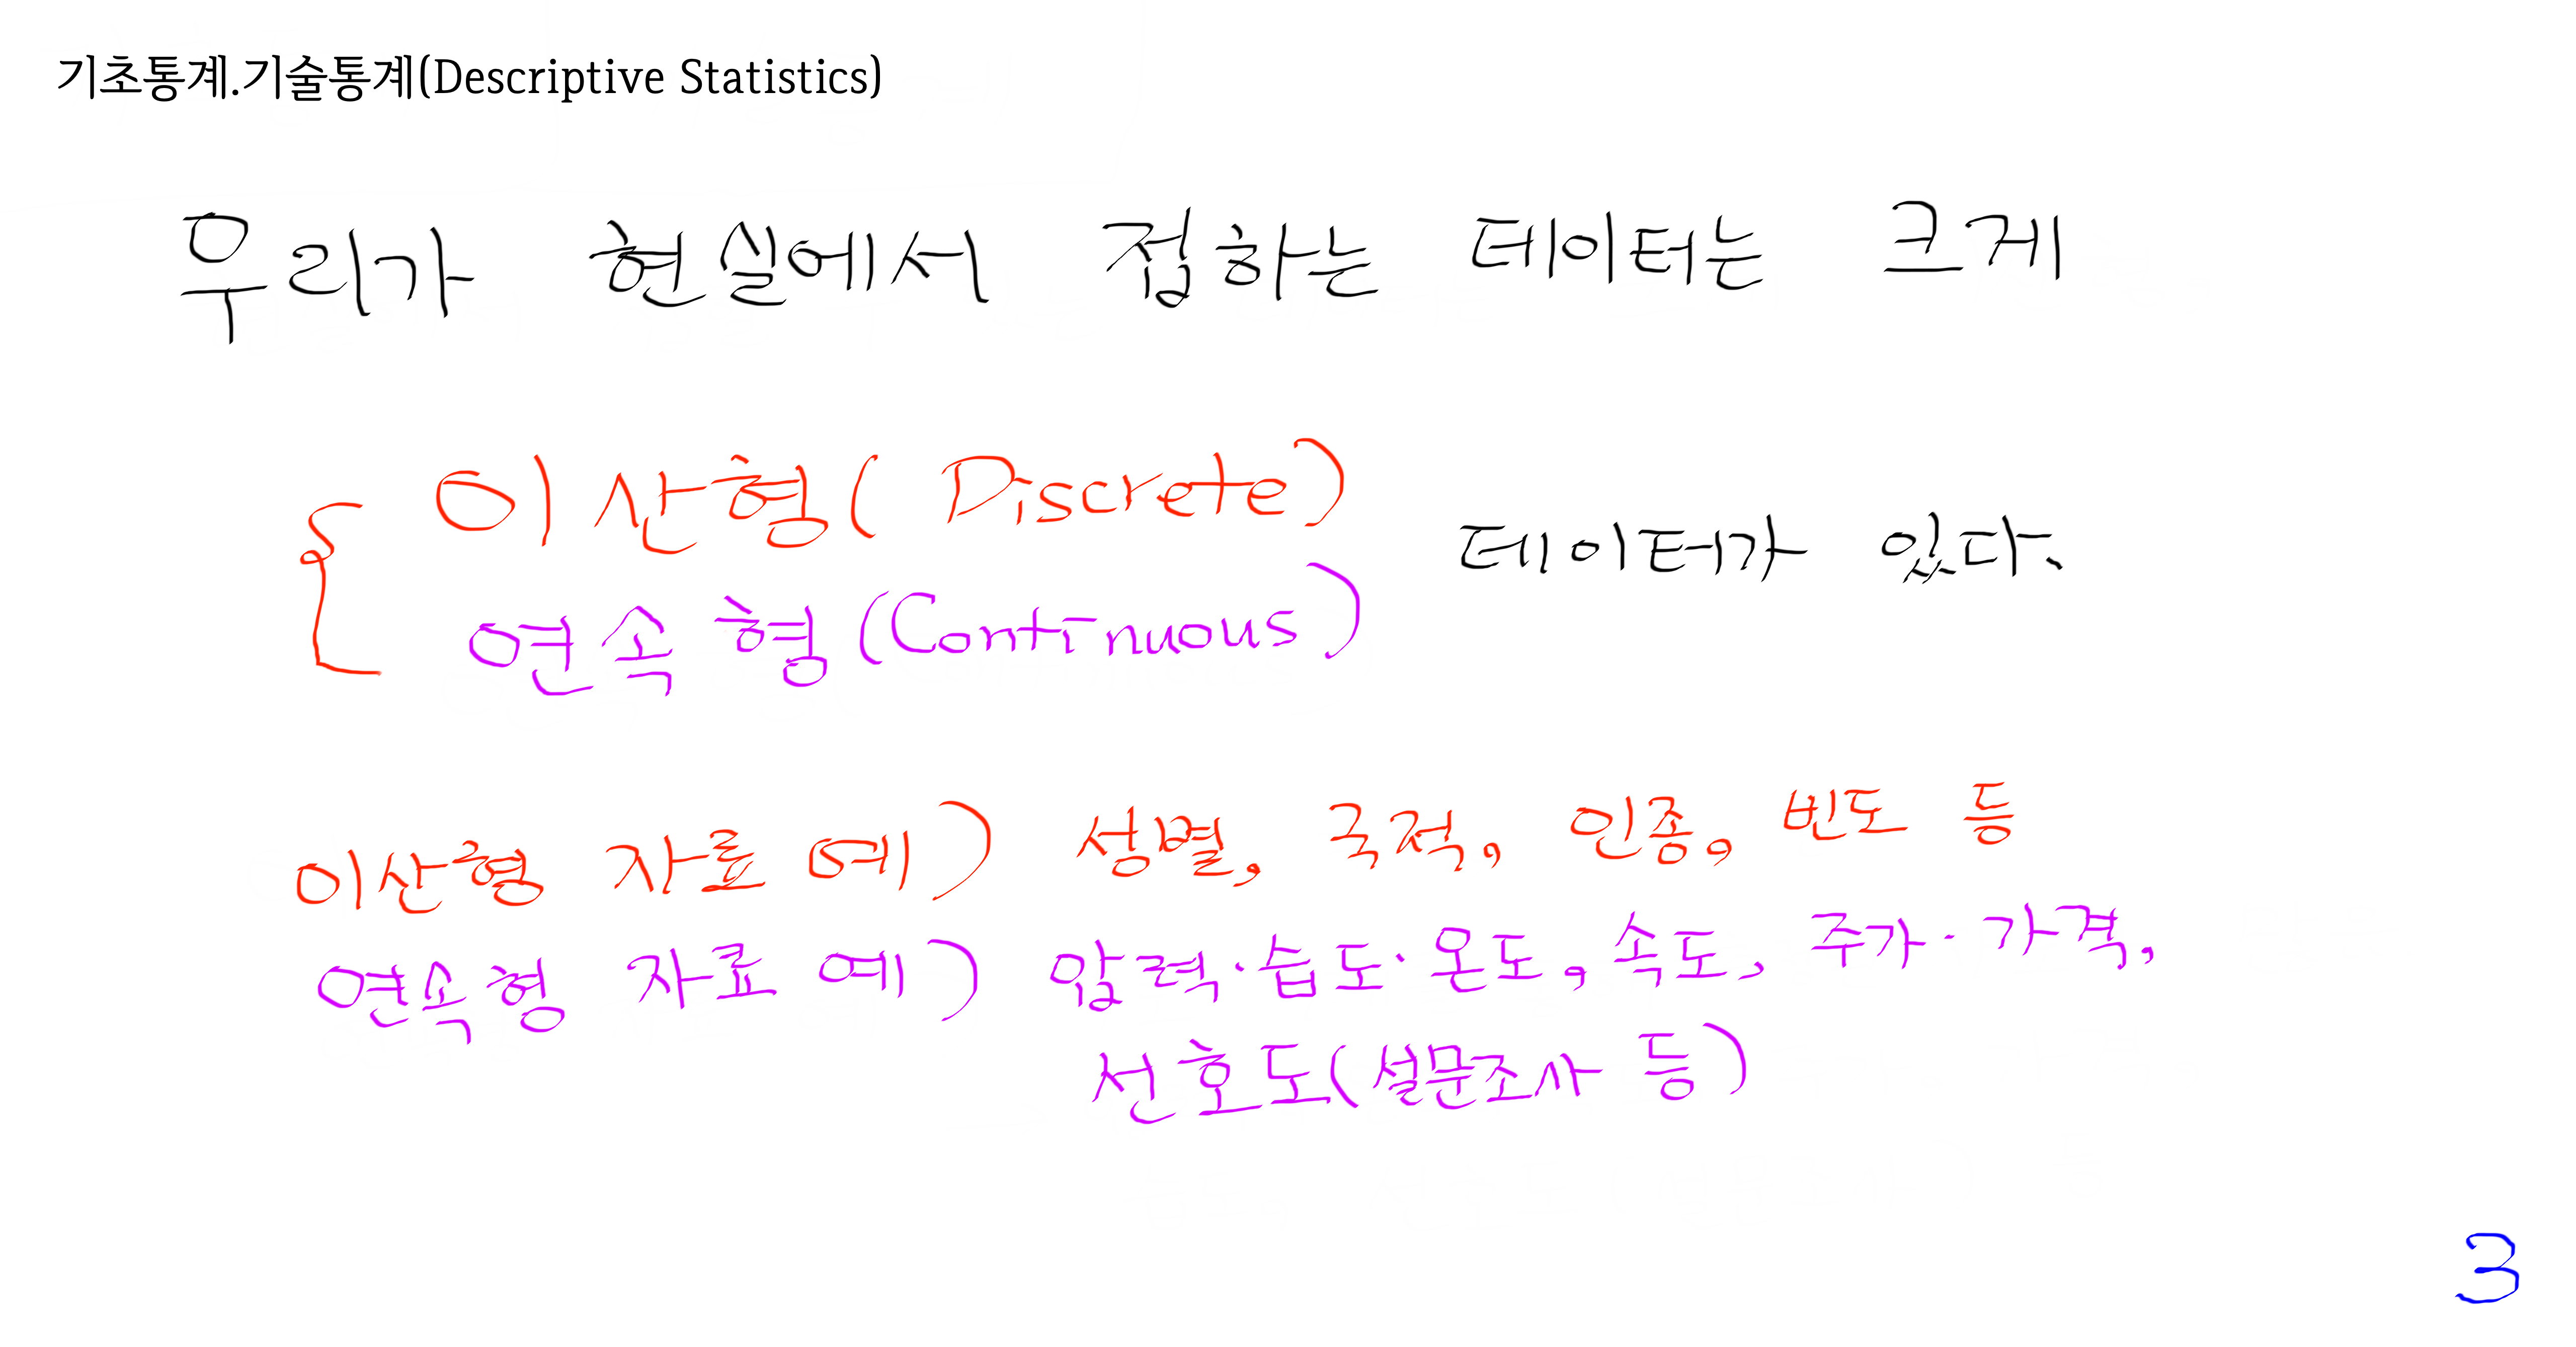 기초통계.기술통계(Descriptive Statistics)
우리가 현실에서 접하는 데이터는 크게
이산형( Discrete)
데이터가 있다.
연속형(Continuous)
이산형 자료 예) 성별, 국적, 인종, 빈도 등
연속형 자료 예) 압력·습도·온도, 속도, 주가·가격,
선호도(설문조사 등)
3